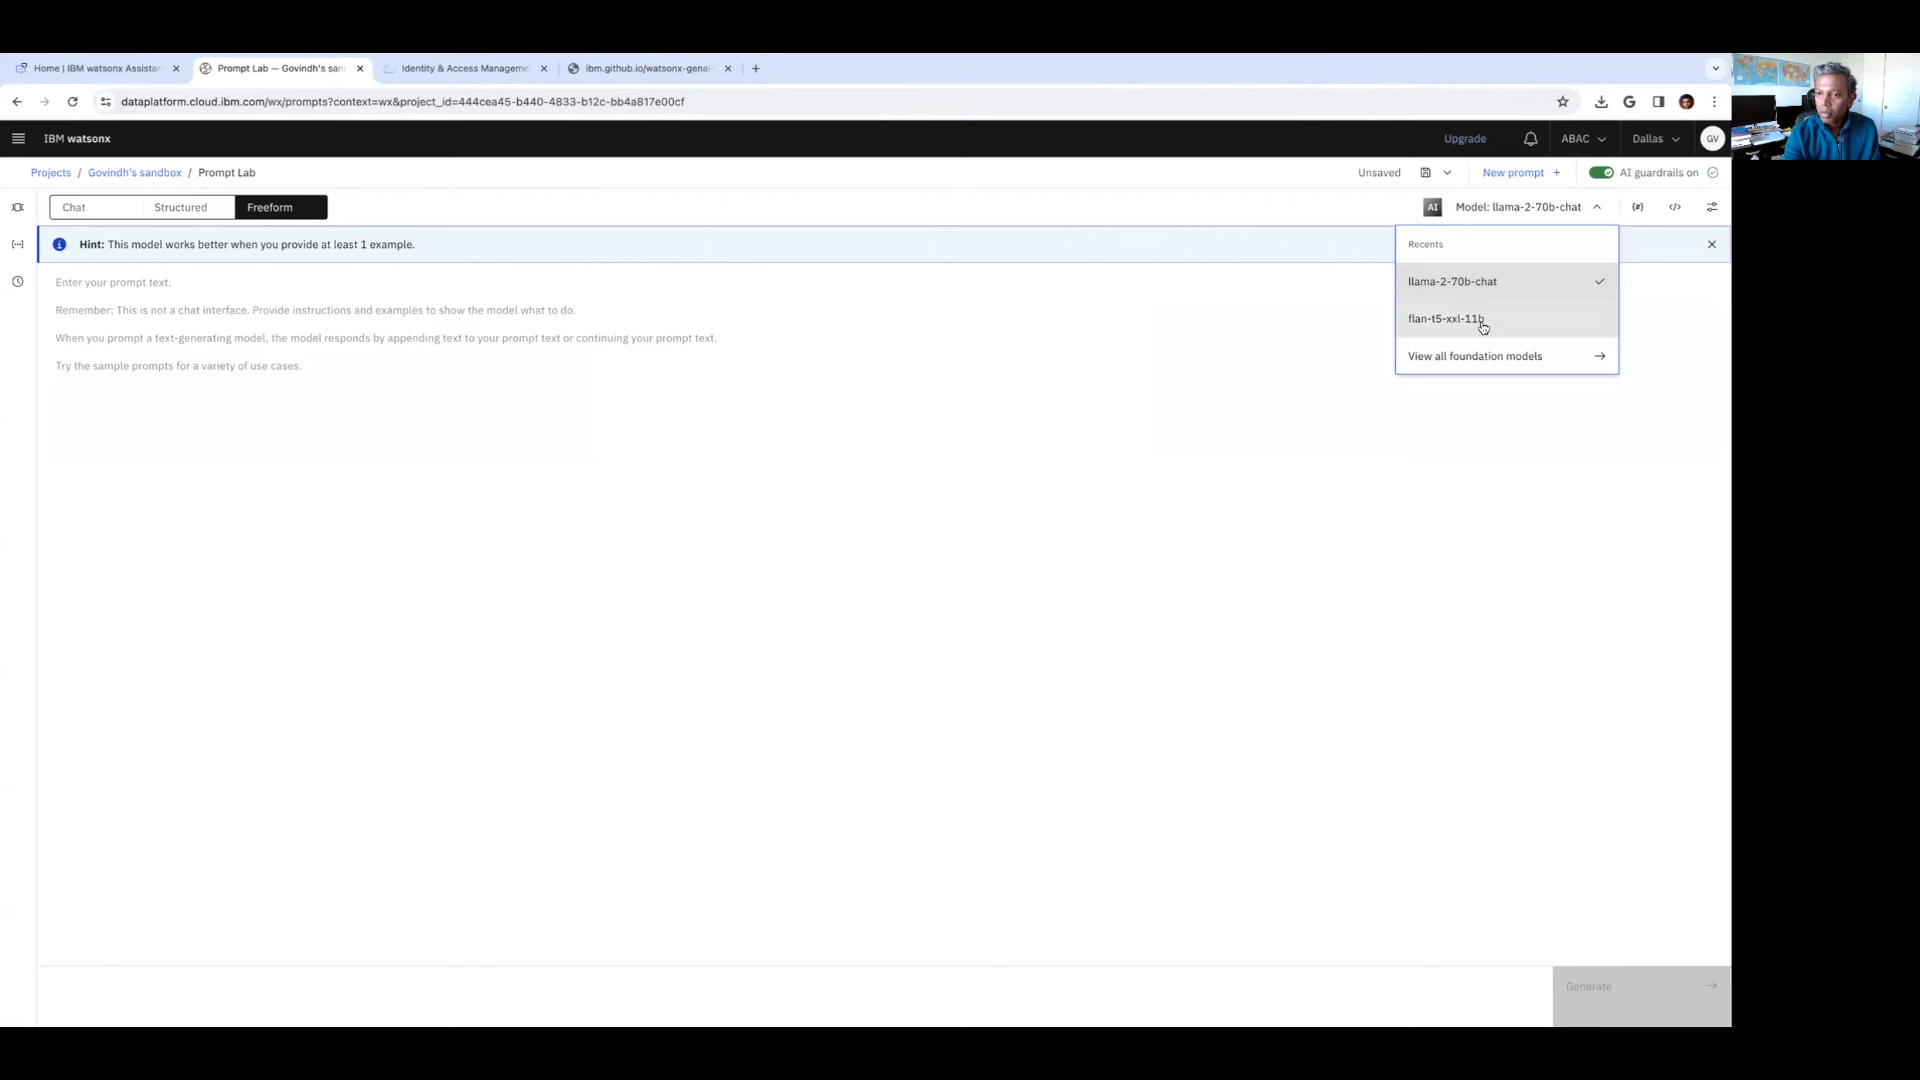 Home | IBM watsonx Assistan
Prompt Lab — Govindh's san
Identity & Access Manageme
ibm.github.io/watsonx-genai-
dataplatform.cloud.ibm.com/wx/prompts?context=wx&project_id=444cea45-b440-4833-b12c-bb4a817e00cf
IBM watsonx
Upgrade
ABAC
Dallas
GV
Projects / Govindh's sandbox / Prompt Lab
Unsaved
New prompt +
AI guardrails on
Chat
Structured
Freeform
AI
Model: llama-2-70b-chat
Hint: This model works better when you provide at least 1 example.
Recents
llama-2-70b-chat
flan-t5-xxl-11b
View all foundation models
Enter your prompt text.
Remember: This is not a chat interface. Provide instructions and examples to show the model what to do.
When you prompt a text-generating model, the model responds by appending text to your prompt text or continuing your prompt text.
Try the sample prompts for a variety of use cases.
Generate